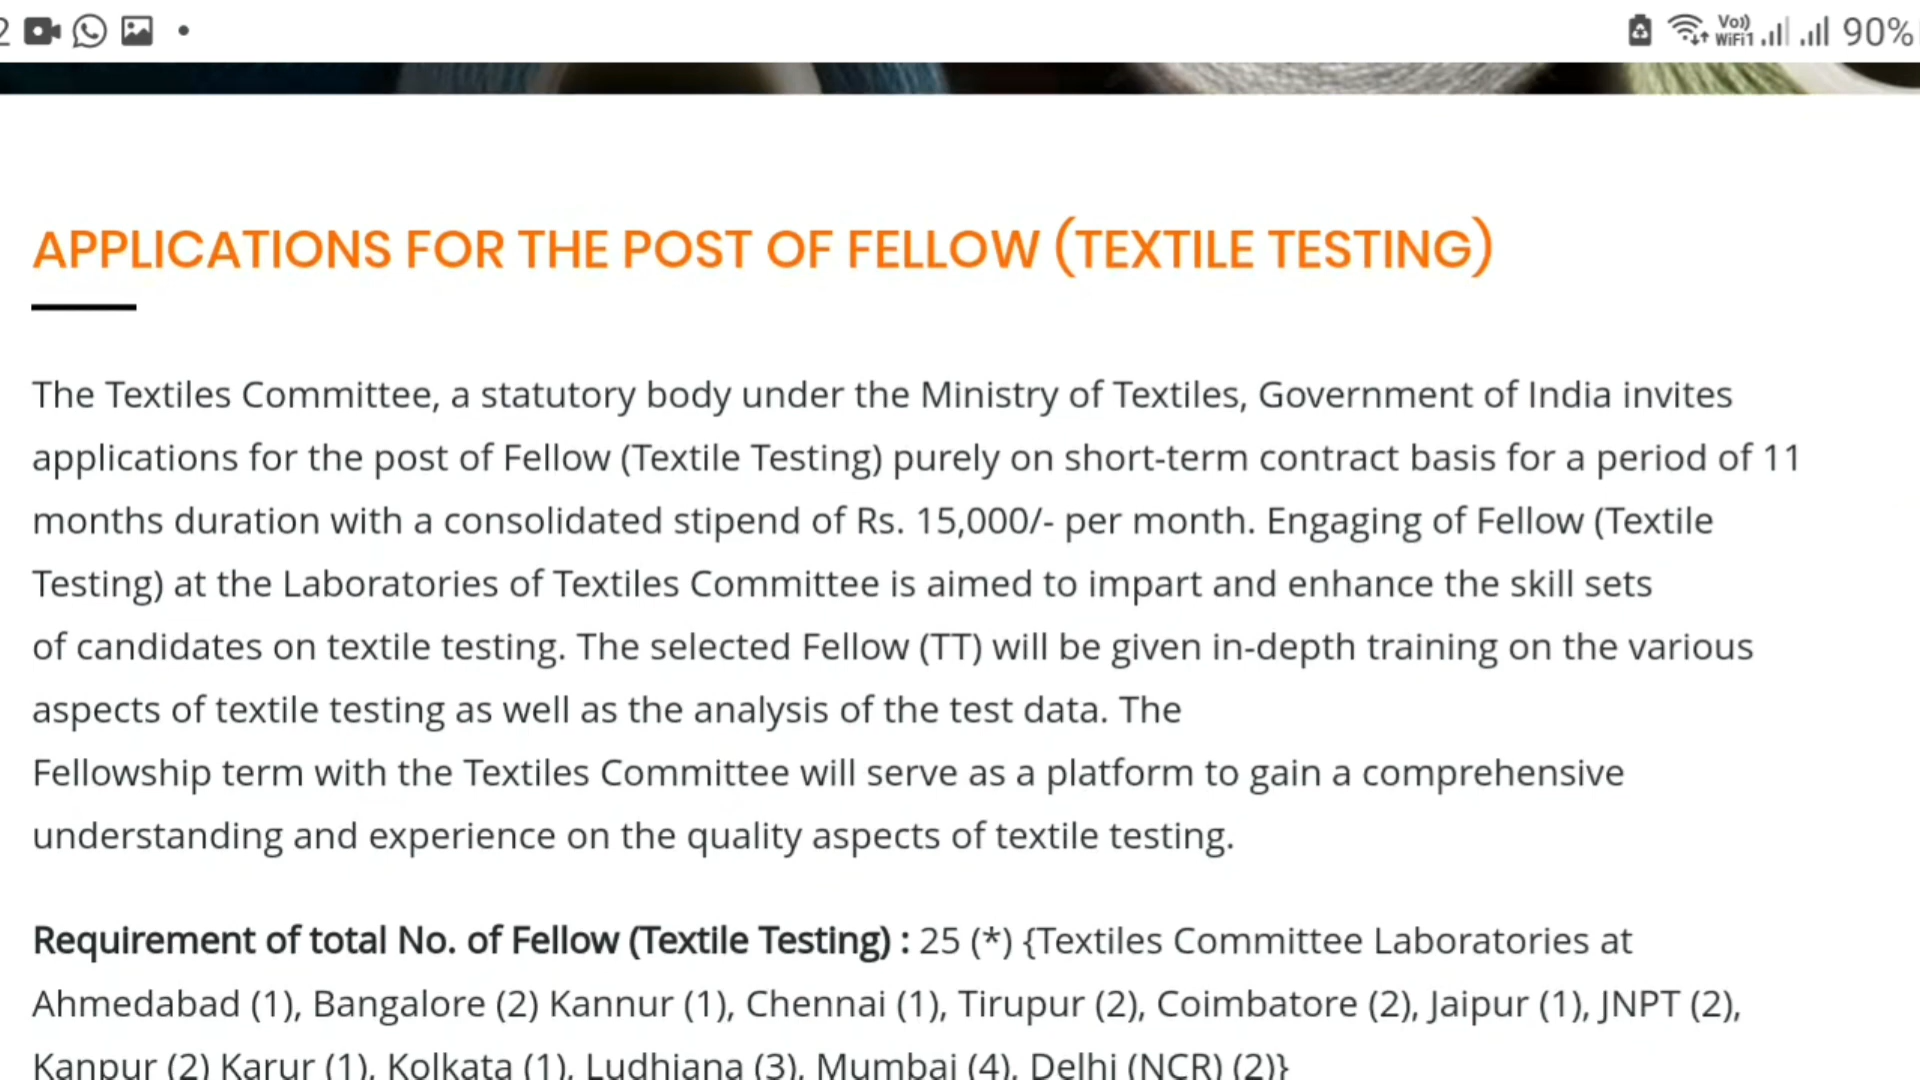 2
Vo))
WiFi1
90%
APPLICATIONS FOR THE POST OF FELLOW (TEXTILE TESTING)
The Textiles Committee, a statutory body under the Ministry of Textiles, Government of India invites
applications for the post of Fellow (Textile Testing) purely on short-term contract basis for a period of 11
months duration with a consolidated stipend of Rs. 15,000/- per month. Engaging of Fellow (Textile
Testing) at the Laboratories of Textiles Committee is aimed to impart and enhance the skill sets
of candidates on textile testing. The selected Fellow (TT) will be given in-depth training on the various
aspects of textile testing as well as the analysis of the test data. The
Fellowship term with the Textiles Committee will serve as a platform to gain a comprehensive
understanding and experience on the quality aspects of textile testing.
Requirement of total No. of Fellow (Textile Testing) : 25 (*) {Textiles Committee Laboratories at
Ahmedabad (1), Bangalore (2) Kannur (1), Chennai (1), Tirupur (2), Coimbatore (2), Jaipur (1), JNPT (2),
Kanpur (2) Karur (1), Kolkata (1), Ludhiana (3), Mumbai (4), Delhi (NCR) (2)}